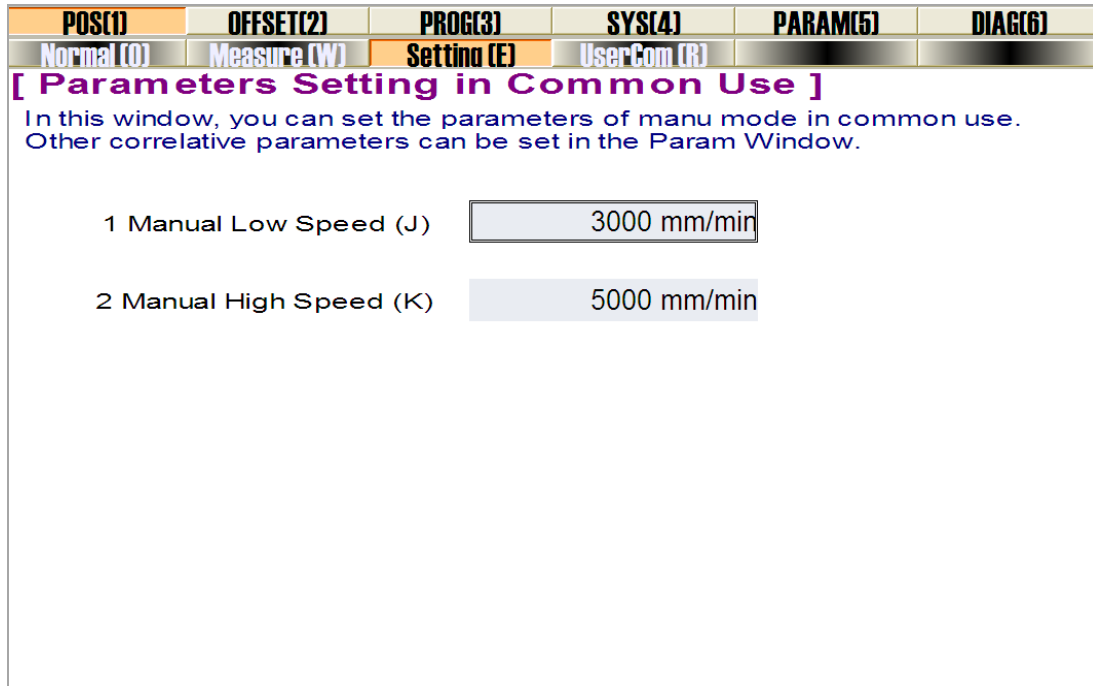 POS(1) OFFSET(2) PROG(3) SYS(4) PARAM(5) DIAG(6)
Normal (Q) Measure (W) Setting (E) UserCom (R)
[ Parameters Setting in Common Use ]
In this window, you can set the parameters of manu mode in common use.
Other correlative parameters can be set in the Param Window.
1 Manual Low Speed (J) 3000 mm/min
2 Manual High Speed (K) 5000 mm/min